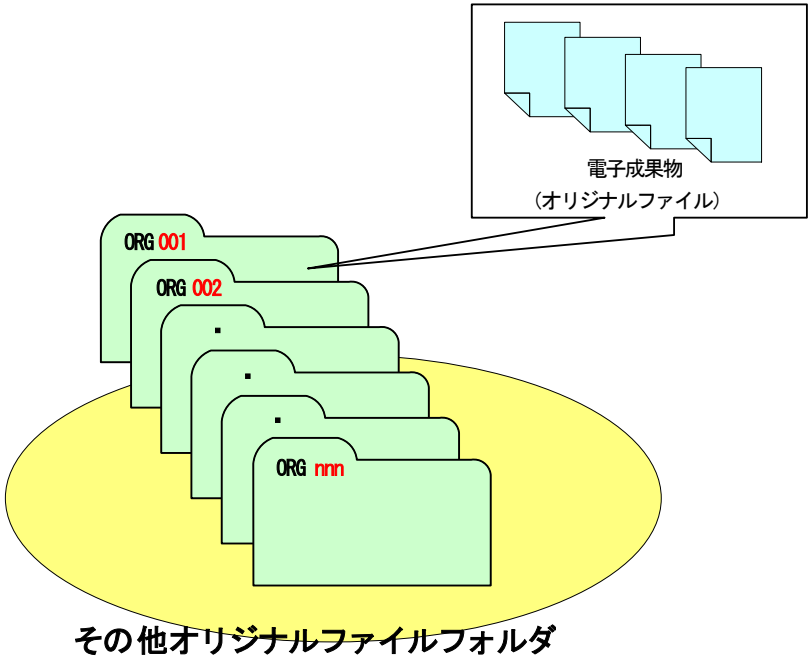 電子成果物
（オリジナルファイル）
ORG 001
ORG 002
．
．
．
ORG nnn
その他オリジナルファイルフォルダ